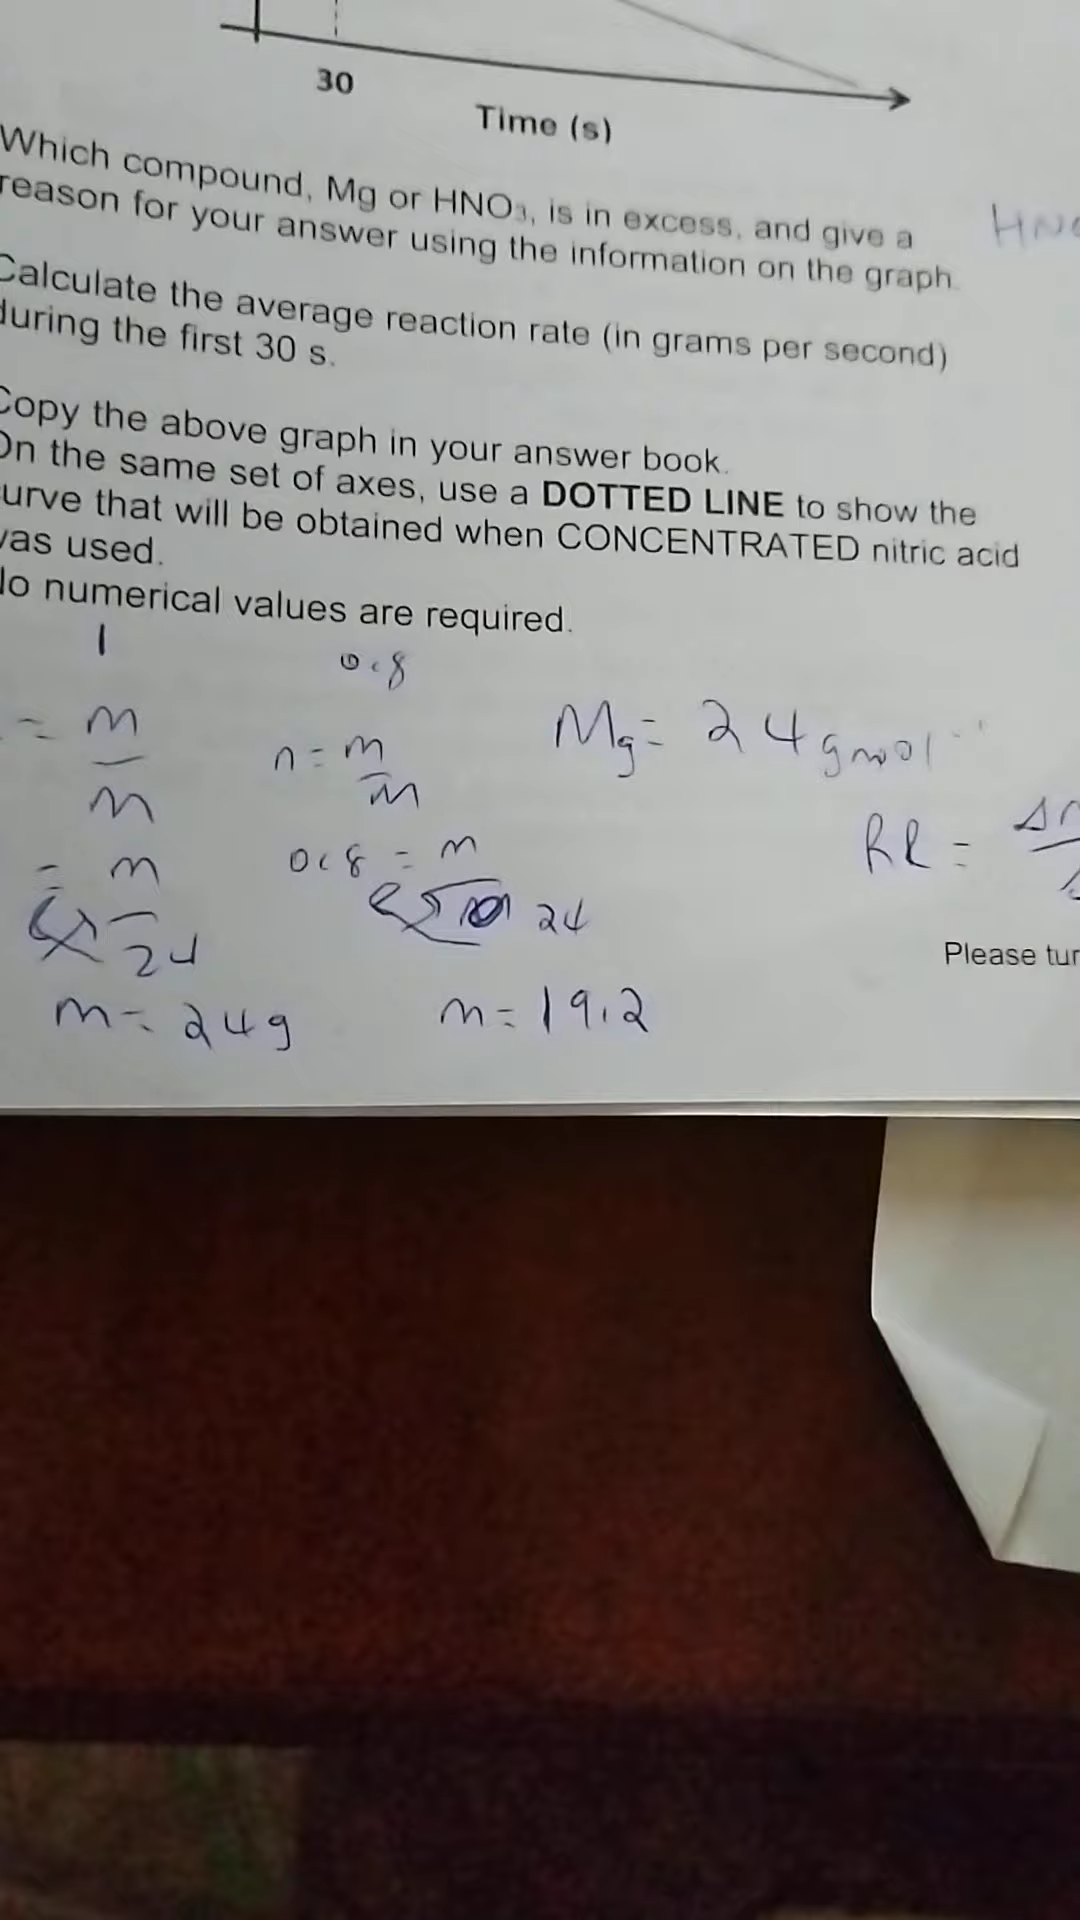 30
Time (s)
Which compound, Mg or HNO₃, is in excess, and give a
reason for your answer using the information on the graph.
Calculate the average reaction rate (in grams per second)
during the first 30 s.
Copy the above graph in your answer book.
On the same set of axes, use a DOTTED LINE to show the
curve that will be obtained when CONCENTRATED nitric acid
was used.
No numerical values are required.
1
0.8
= m
m
n = m
m
Mg = 24 gmol
RR =
= m
24
0.8 = m
24
m = 24g
m = 19.2
Please tur